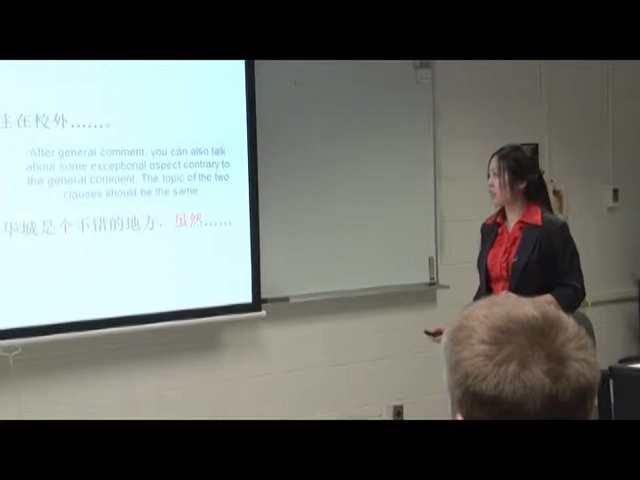 住在校外……。
After general comment, you can also talk
about some exceptional aspect contrary to
the general comment. The topic of the two
clauses should be the same
华城是个不错的地方，虽然……